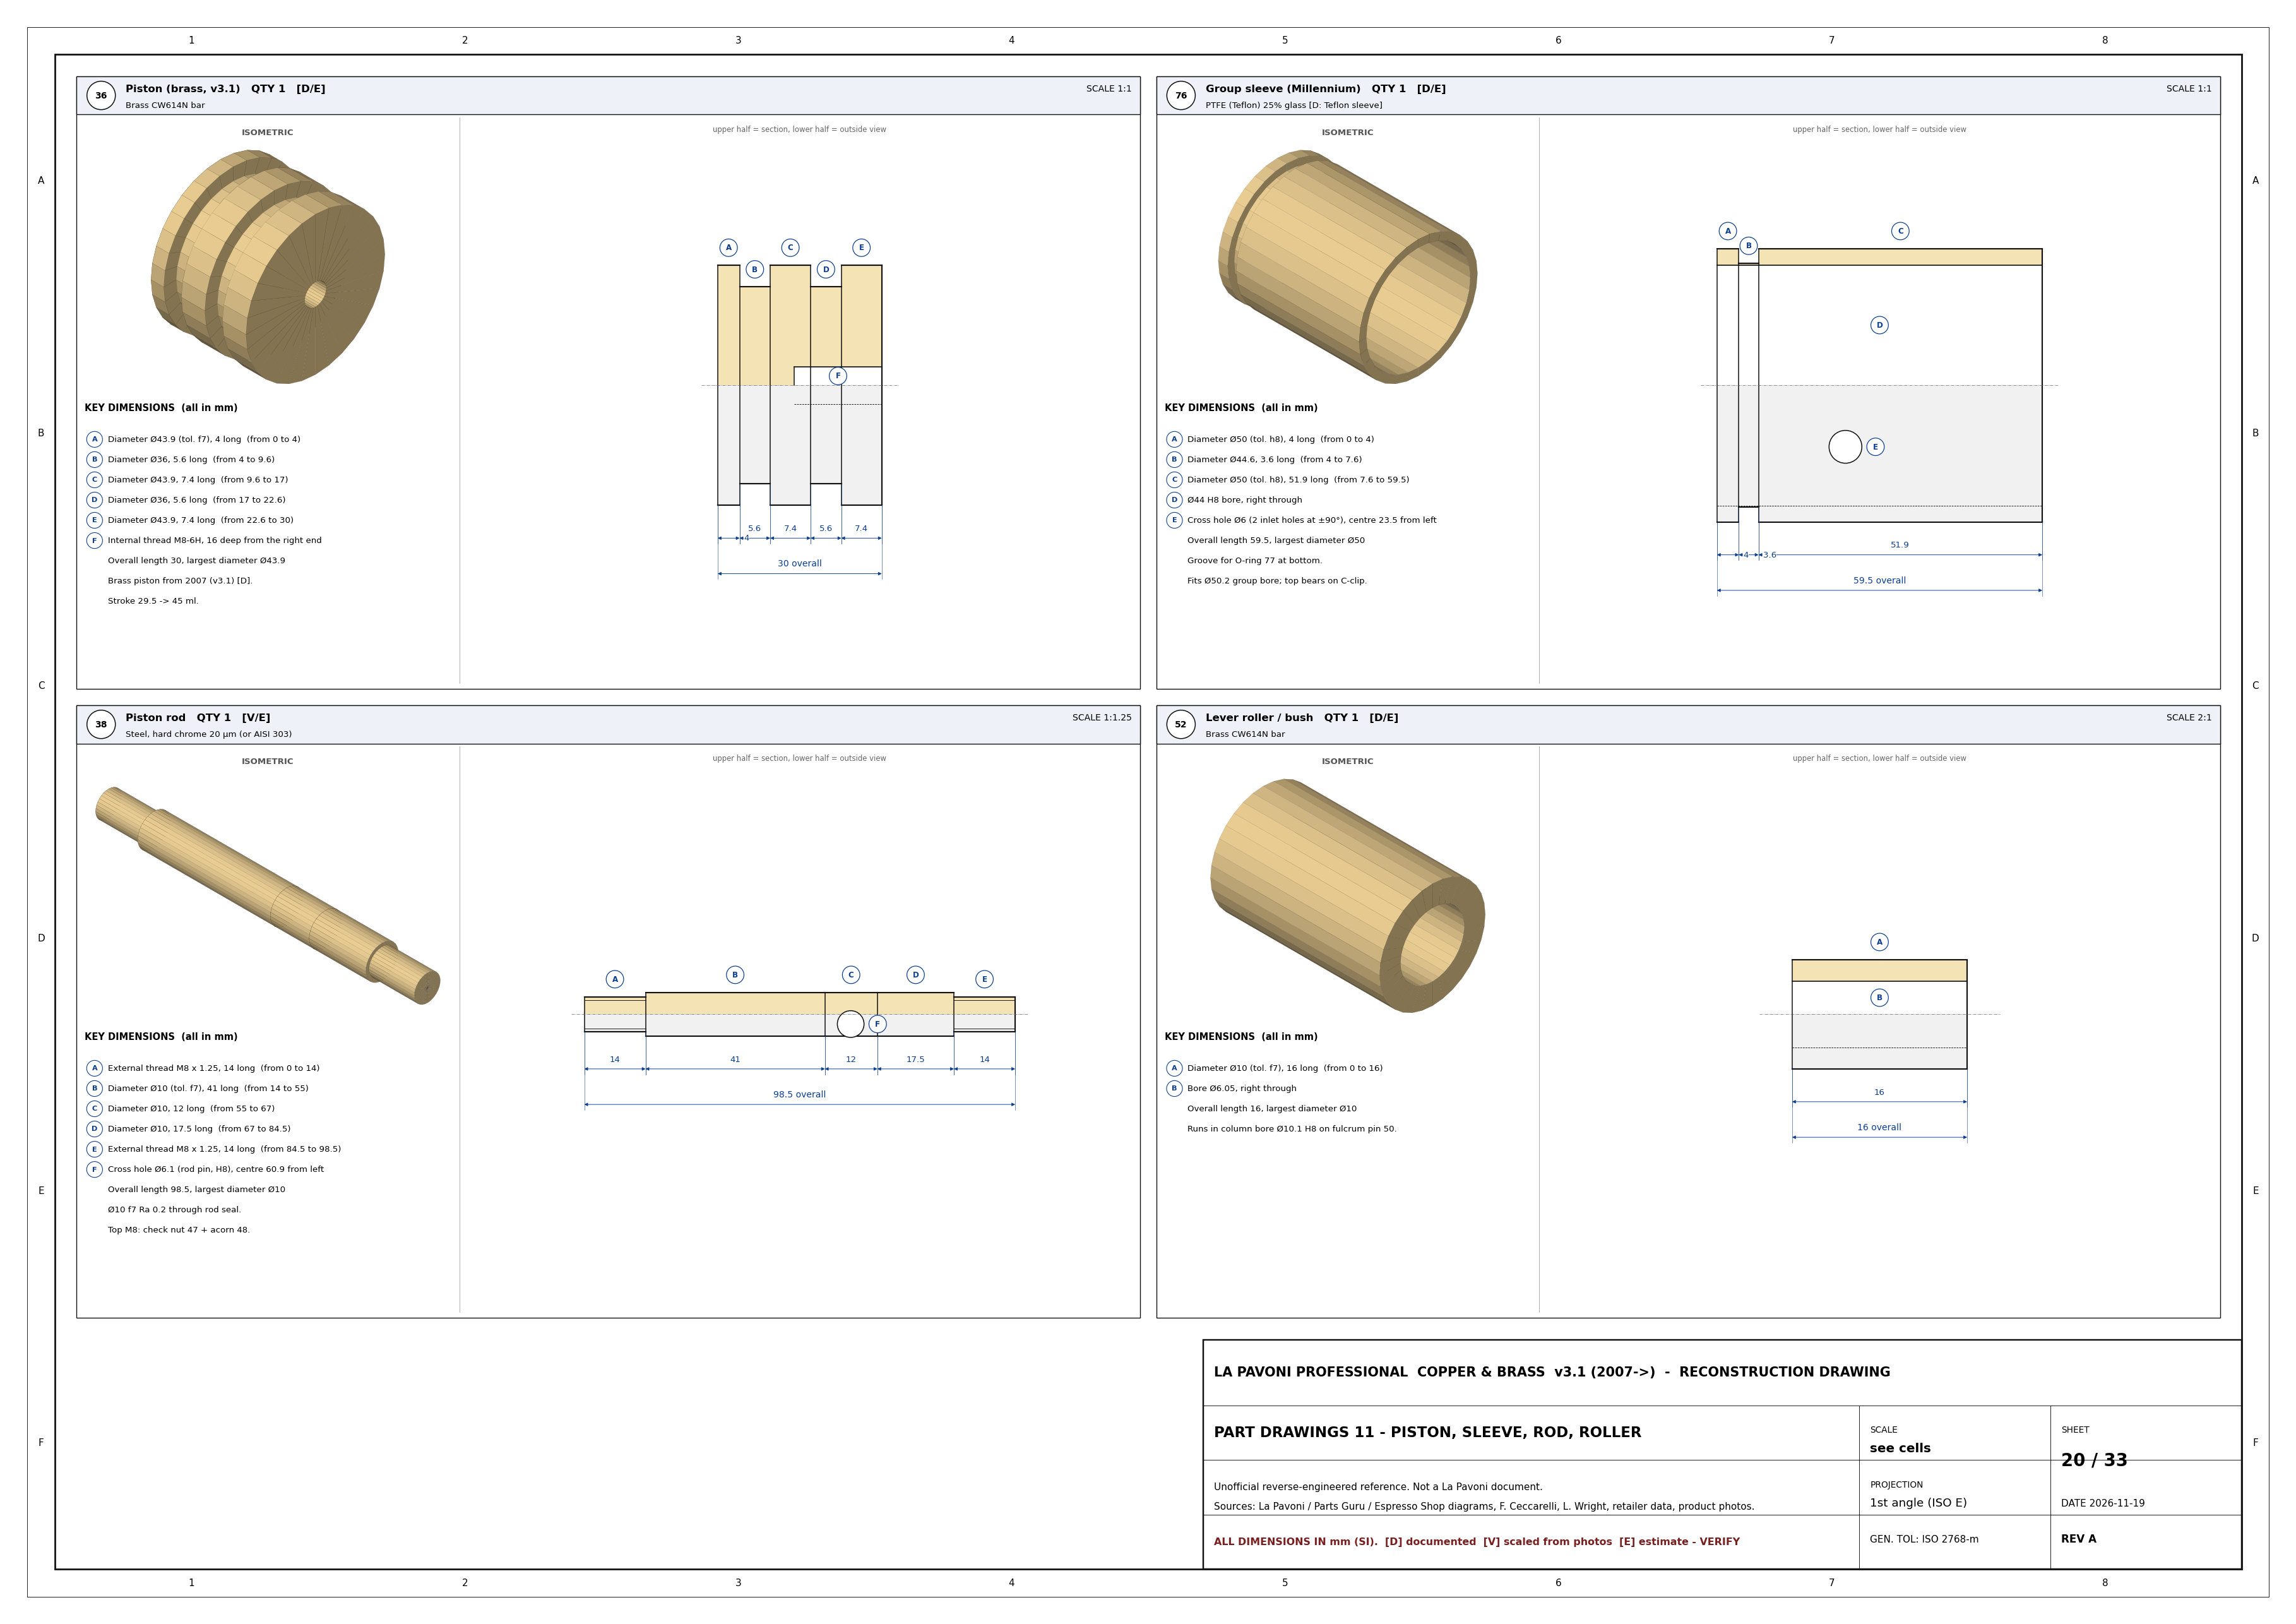 1 2 3 4 5 6 7 8
A
B
C
D
E
F
A
B
C
D
E
F
36 Piston (brass, v3.1) QTY 1 [D/E] SCALE 1:1
Brass CW614N bar
ISOMETRIC
upper half = section, lower half = outside view
A C E
B D
F
5.6 7.4 5.6 7.4
4
30 overall
KEY DIMENSIONS (all in mm)
A Diameter Ø43.9 (tol. f7), 4 long (from 0 to 4)
B Diameter Ø36, 5.6 long (from 4 to 9.6)
C Diameter Ø43.9, 7.4 long (from 9.6 to 17)
D Diameter Ø36, 5.6 long (from 17 to 22.6)
E Diameter Ø43.9, 7.4 long (from 22.6 to 30)
F Internal thread M8-6H, 16 deep from the right end
Overall length 30, largest diameter Ø43.9
Brass piston from 2007 (v3.1) [D].
Stroke 29.5 -> 45 ml.
76 Group sleeve (Millennium) QTY 1 [D/E] SCALE 1:1
PTFE (Teflon) 25% glass [D: Teflon sleeve]
ISOMETRIC
upper half = section, lower half = outside view
A B C
D
E
51.9
4 3.6
59.5 overall
KEY DIMENSIONS (all in mm)
A Diameter Ø50 (tol. h8), 4 long (from 0 to 4)
B Diameter Ø44.6, 3.6 long (from 4 to 7.6)
C Diameter Ø50 (tol. h8), 51.9 long (from 7.6 to 59.5)
D Ø44 H8 bore, right through
E Cross hole Ø6 (2 inlet holes at ±90°), centre 23.5 from left
Overall length 59.5, largest diameter Ø50
Groove for O-ring 77 at bottom.
Fits Ø50.2 group bore; top bears on C-clip.
38 Piston rod QTY 1 [V/E] SCALE 1:1.25
Steel, hard chrome 20 µm (or AISI 303)
ISOMETRIC
upper half = section, lower half = outside view
A B C D E
F
14 41 12 17.5 14
98.5 overall
KEY DIMENSIONS (all in mm)
A External thread M8 x 1.25, 14 long (from 0 to 14)
B Diameter Ø10 (tol. f7), 41 long (from 14 to 55)
C Diameter Ø10, 12 long (from 55 to 67)
D Diameter Ø10, 17.5 long (from 67 to 84.5)
E External thread M8 x 1.25, 14 long (from 84.5 to 98.5)
F Cross hole Ø6.1 (rod pin, H8), centre 60.9 from left
Overall length 98.5, largest diameter Ø10
Ø10 f7 Ra 0.2 through rod seal.
Top M8: check nut 47 + acorn 48.
52 Lever roller / bush QTY 1 [D/E] SCALE 2:1
Brass CW614N bar
ISOMETRIC
upper half = section, lower half = outside view
A
B
16
16 overall
KEY DIMENSIONS (all in mm)
A Diameter Ø10 (tol. f7), 16 long (from 0 to 16)
B Bore Ø6.05, right through
Overall length 16, largest diameter Ø10
Runs in column bore Ø10.1 H8 on fulcrum pin 50.
LA PAVONI PROFESSIONAL COPPER & BRASS v3.1 (2007->) - RECONSTRUCTION DRAWING
PART DRAWINGS 11 - PISTON, SLEEVE, ROD, ROLLER
SCALE
see cells
SHEET
20 / 33
Unofficial reverse-engineered reference. Not a La Pavoni document.
Sources: La Pavoni / Parts Guru / Espresso Shop diagrams, F. Ceccarelli, L. Wright, retailer data, product photos.
PROJECTION
1st angle (ISO E)
DATE 2026-11-19
ALL DIMENSIONS IN mm (SI). [D] documented [V] scaled from photos [E] estimate - VERIFY
GEN. TOL: ISO 2768-m
REV A
1 2 3 4 5 6 7 8